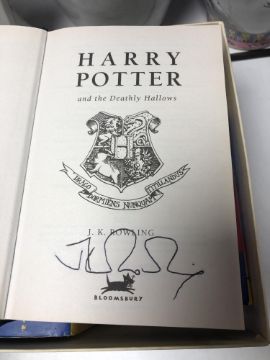 HARRY
POTTER
and the Deathly Hallows
DRACO
DORMIENS NUNQUAM
TITILLANDUS
J. K. ROWLING
BLOOMSBURY